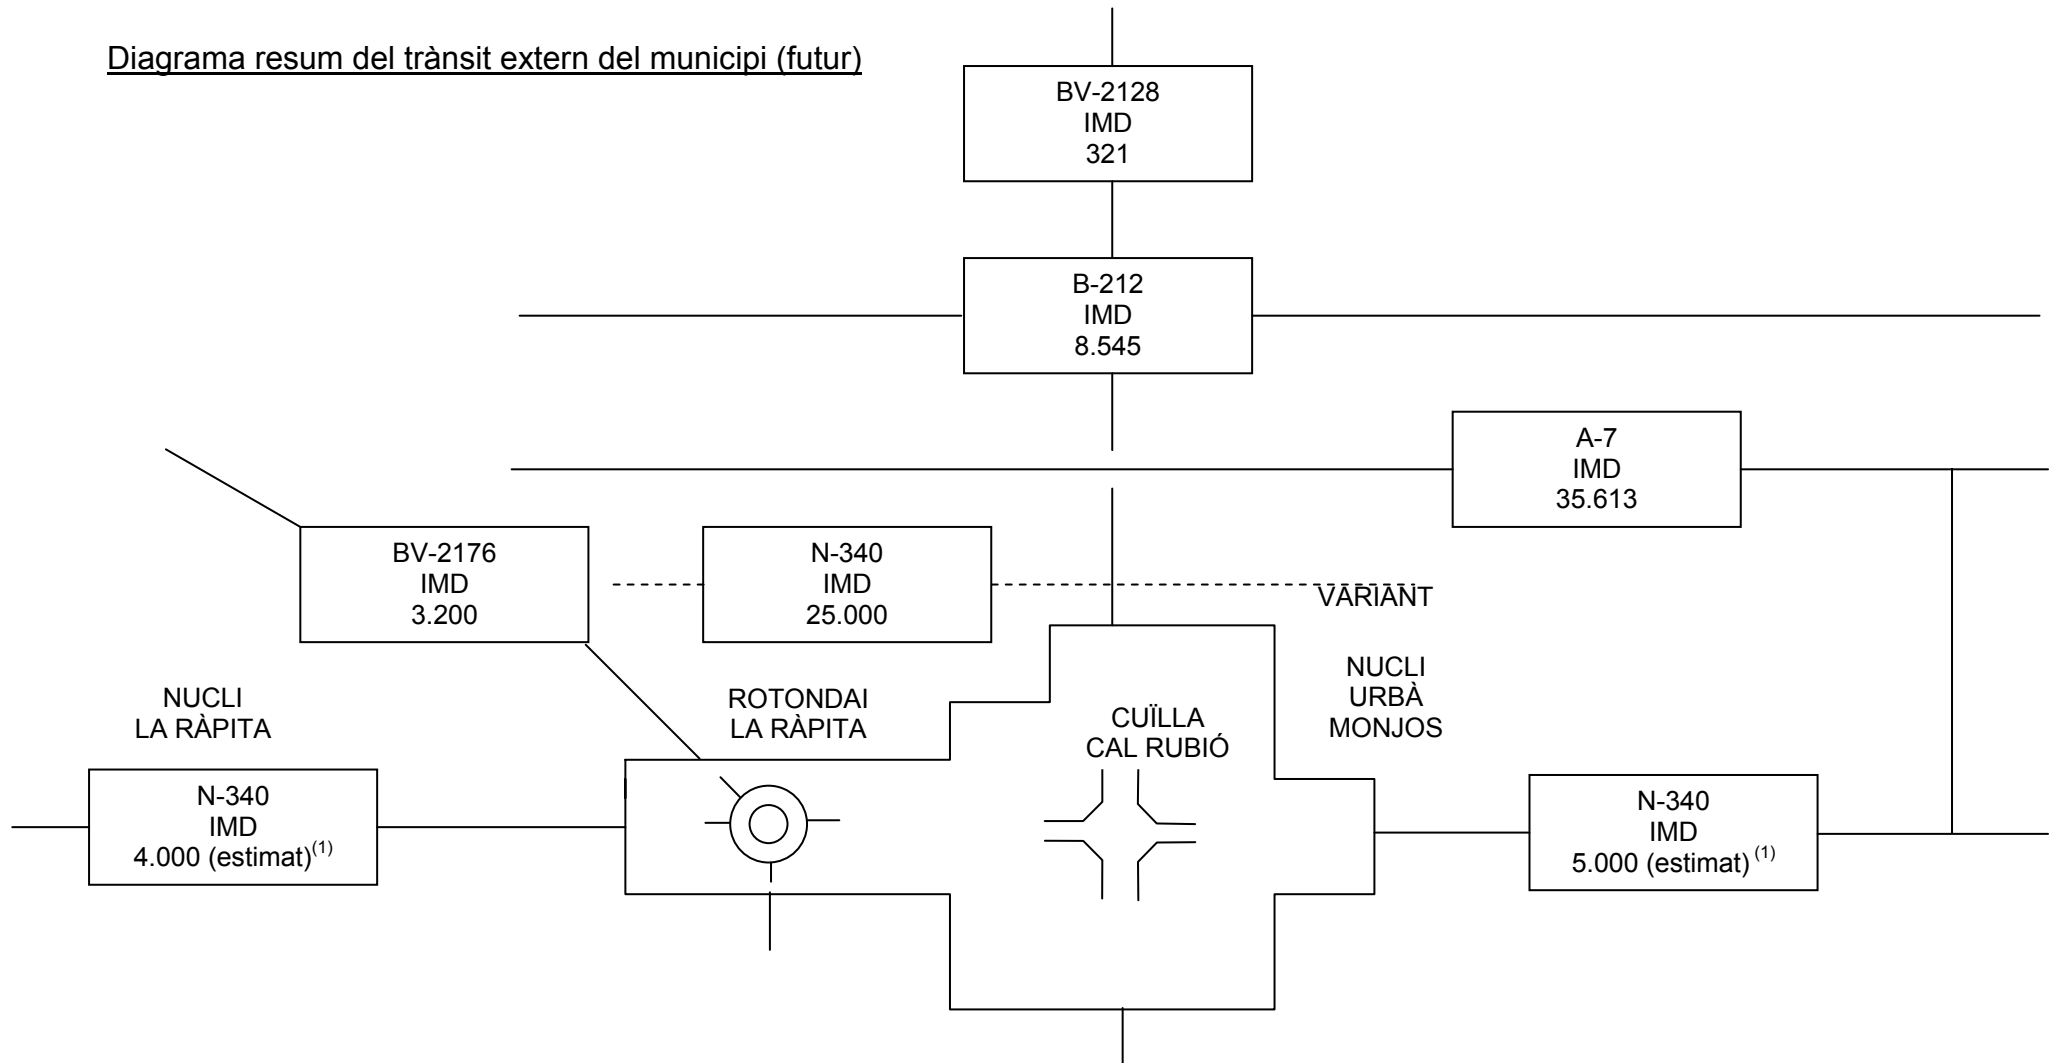 Diagrama resum del trànsit extern del municipi (futur)
BV-2128
IMD
321
B-212
IMD
8.545
A-7
IMD
35.613
BV-2176
IMD
3.200
N-340
IMD
25.000
VARIANT
NUCLI
LA RÀPITA
ROTONDAI
LA RÀPITA
CUÏLLA
CAL RUBIÓ
NUCLI
URBÀ
MONJOS
N-340
IMD
4.000 (estimat)(1)
N-340
IMD
5.000 (estimat) (1)